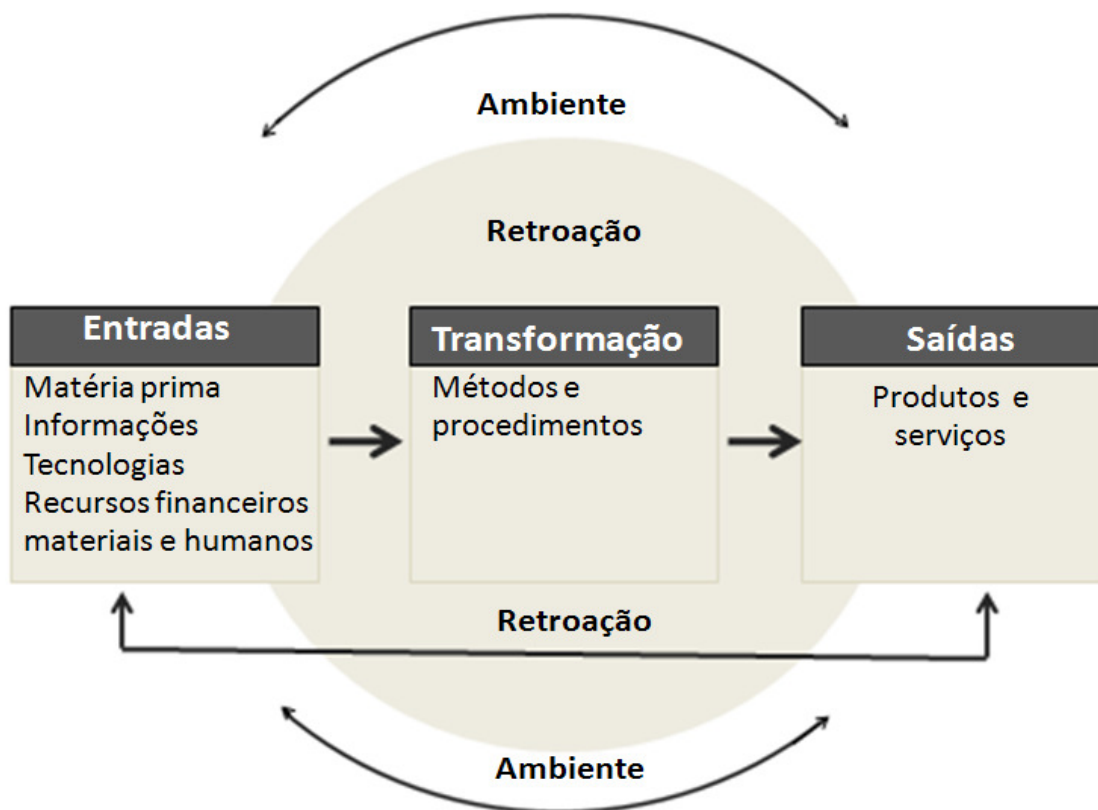 Ambiente
Retroação
Entradas
Matéria prima
Informações
Tecnologias
Recursos financeiros
materiais e humanos
Transformação
Métodos e
procedimentos
Saídas
Produtos e
serviços
Retroação
Ambiente